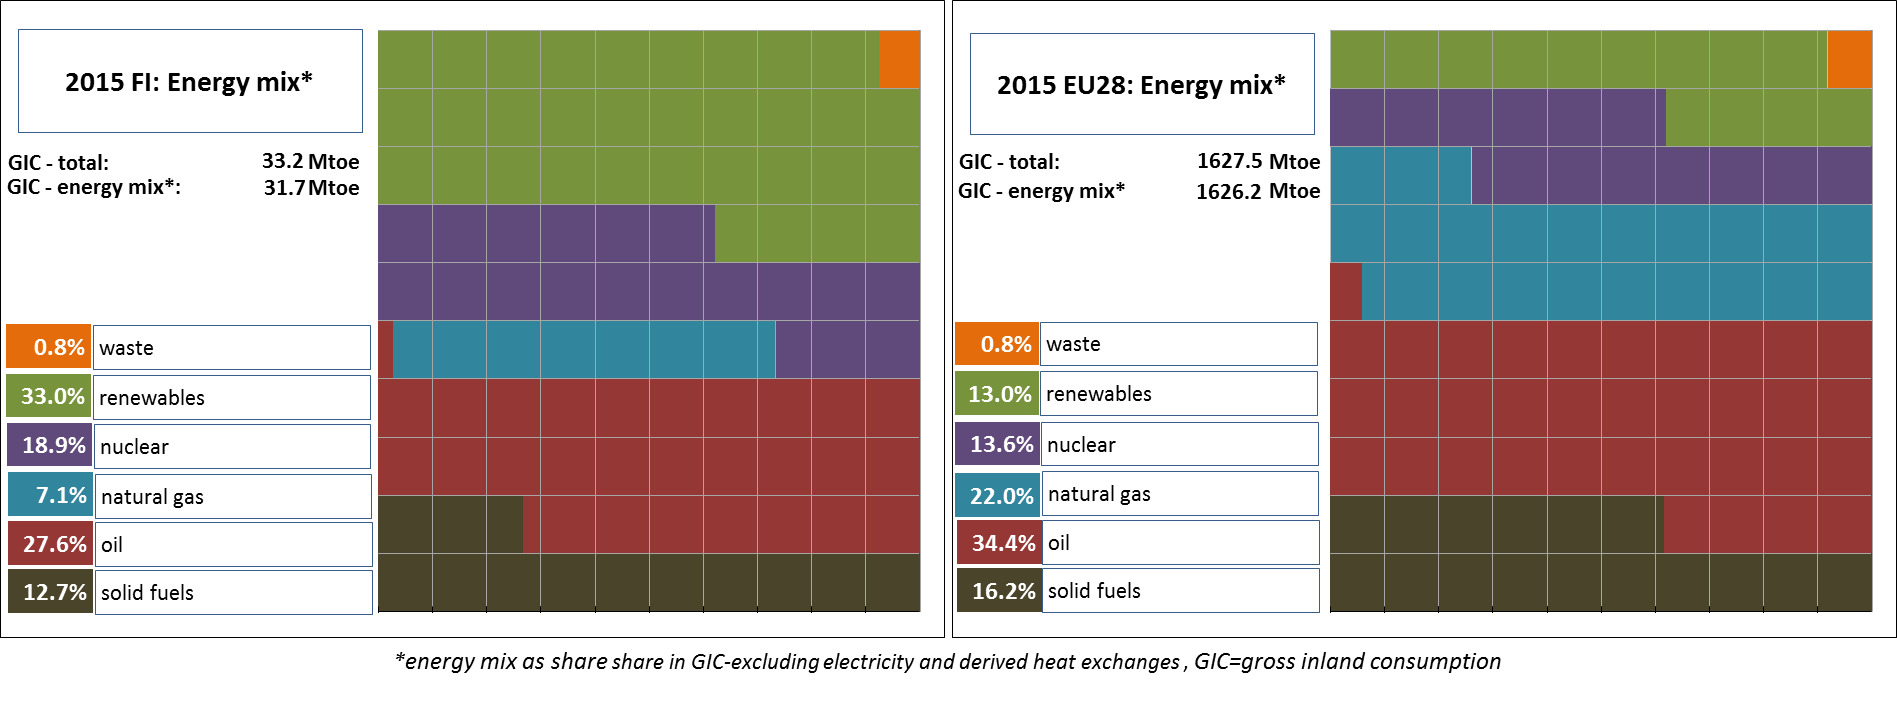 2015 FI: Energy mix*
GIC - total: 33.2 Mtoe
GIC - energy mix*: 31.7 Mtoe
0.8% waste
33.0% renewables
18.9% nuclear
7.1% natural gas
27.6% oil
12.7% solid fuels
2015 EU28: Energy mix*
GIC - total: 1627.5 Mtoe
GIC - energy mix* 1626.2 Mtoe
0.8% waste
13.0% renewables
13.6% nuclear
22.0% natural gas
34.4% oil
16.2% solid fuels
*energy mix as share share in GIC-excluding electricity and derived heat exchanges , GIC=gross inland consumption